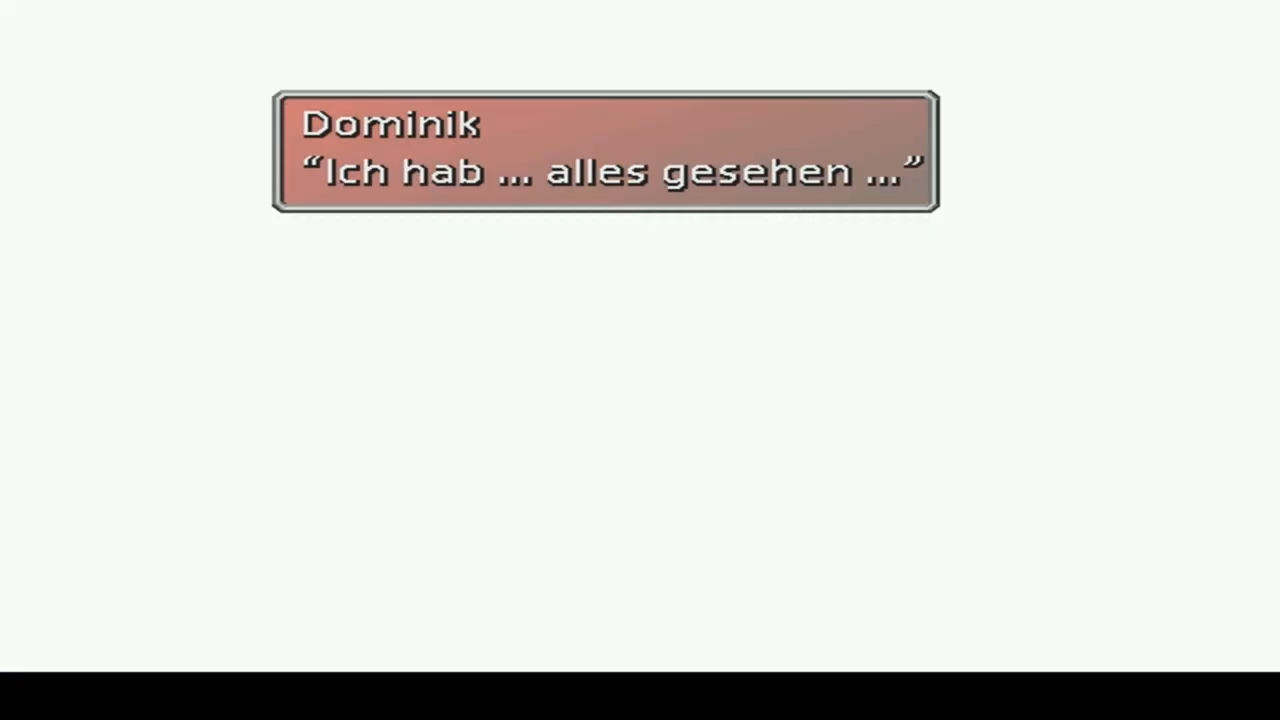 Dominik
“Ich hab ... alles gesehen ...”